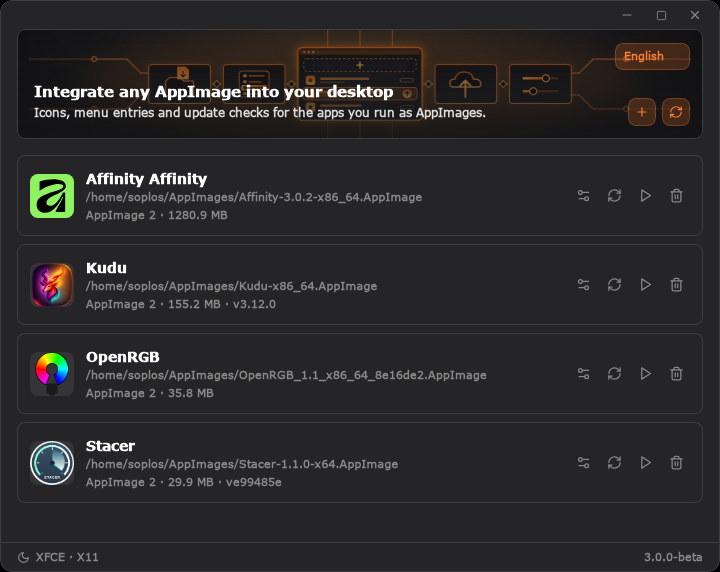 English
Integrate any AppImage into your desktop
Icons, menu entries and update checks for the apps you run as AppImages.
Affinity Affinity
/home/soplos/AppImages/Affinity-3.0.2-x86_64.AppImage
AppImage 2 · 1280.9 MB
Kudu
/home/soplos/AppImages/Kudu-x86_64.AppImage
AppImage 2 · 155.2 MB · v3.12.0
OpenRGB
/home/soplos/AppImages/OpenRGB_1.1_x86_64_8e16de2.AppImage
AppImage 2 · 35.8 MB
STACER
Stacer
/home/soplos/AppImages/Stacer-1.1.0-x64.AppImage
AppImage 2 · 29.9 MB · ve99485e
XFCE · X11
3.0.0-beta